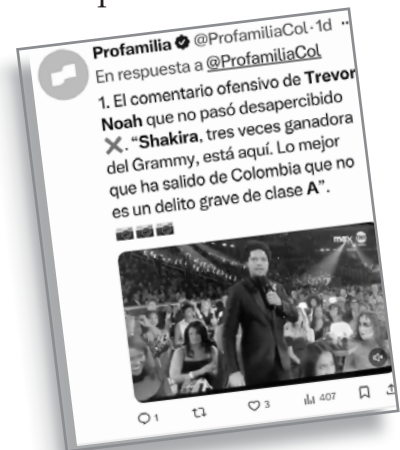 Profamilia @ProfamiliaCol·1d ..
En respuesta a @ProfamiliaCol
1. El comentario ofensivo de Trevor
Noah que no pasó desapercibido
❌. “Shakira, tres veces ganadora
del Grammy, está aquí. Lo mejor
que ha salido de Colombia que no
es un delito grave de clase A”.
📷📷📷
max
1 3 407